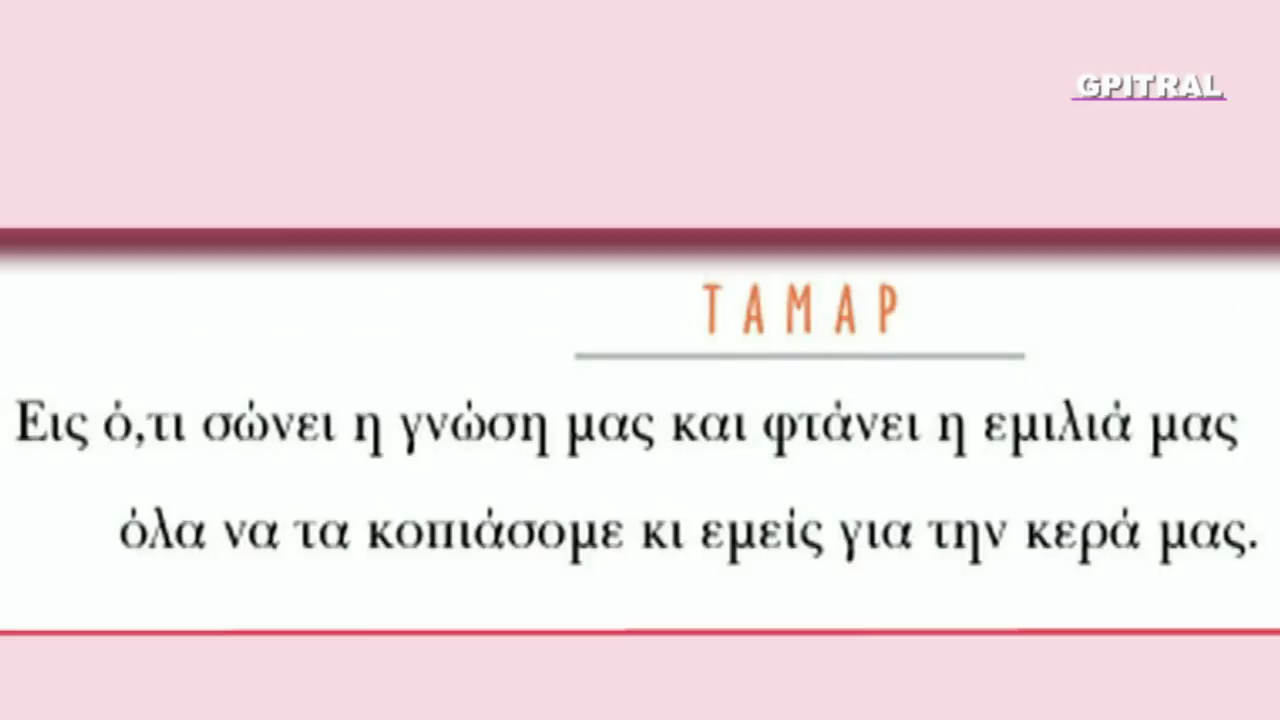 GPITRAL
ΤΑΜΑΡ
Εις ό,τι σώνει η γνώση μας και φτάνει η εμιλιά μας
όλα να τα κοπιάσομε κι εμείς για την κερά μας.